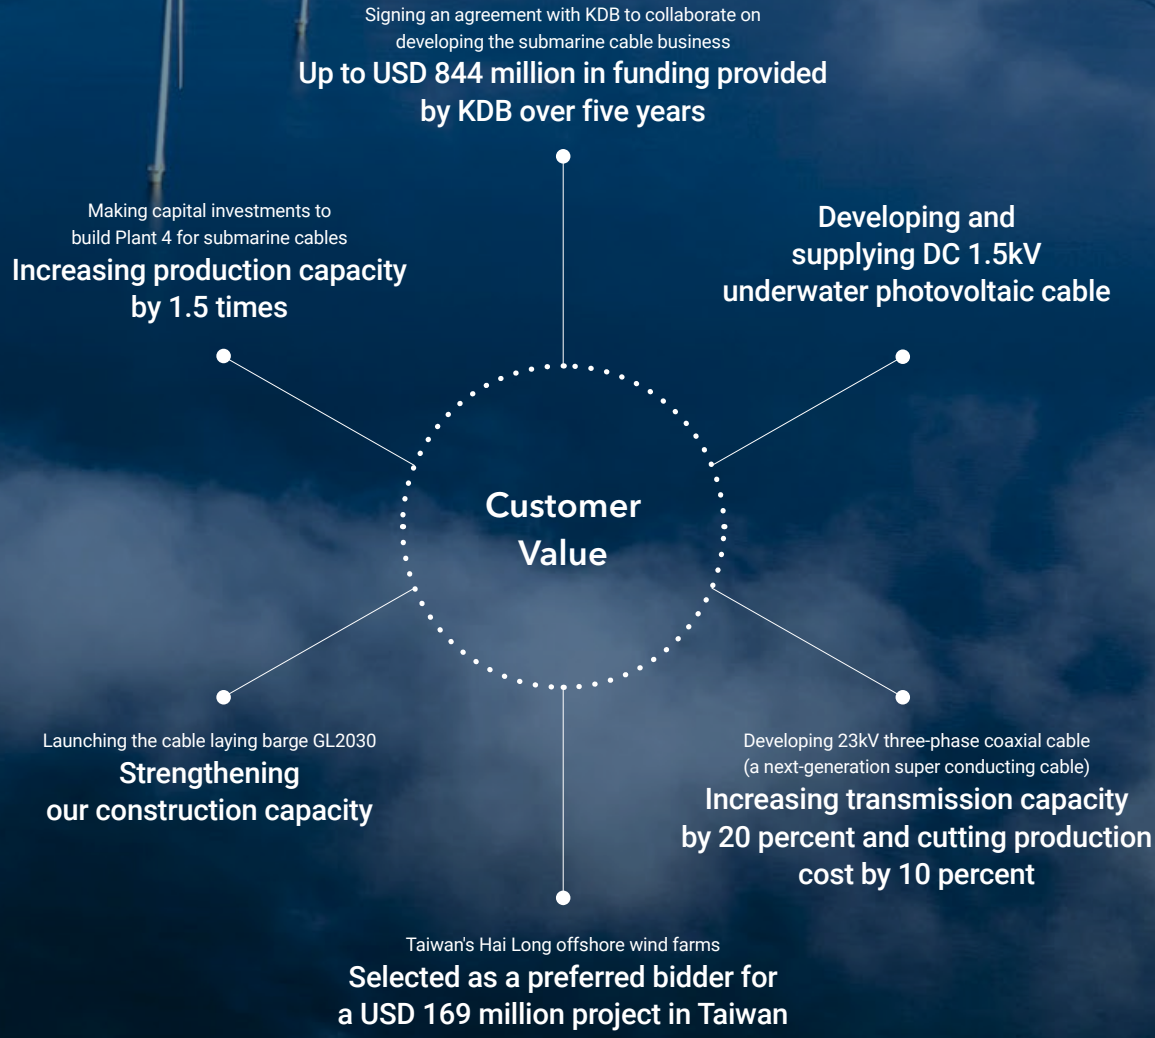 Signing an agreement with KDB to collaborate on
developing the submarine cable business
Up to USD 844 million in funding provided
by KDB over five years
Making capital investments to
build Plant 4 for submarine cables
Increasing production capacity
by 1.5 times
Developing and
supplying DC 1.5kV
underwater photovoltaic cable
Customer
Value
Launching the cable laying barge GL2030
Strengthening
our construction capacity
Developing 23kV three-phase coaxial cable
(a next-generation super conducting cable)
Increasing transmission capacity
by 20 percent and cutting production
cost by 10 percent
Taiwan's Hai Long offshore wind farms
Selected as a preferred bidder for
a USD 169 million project in Taiwan